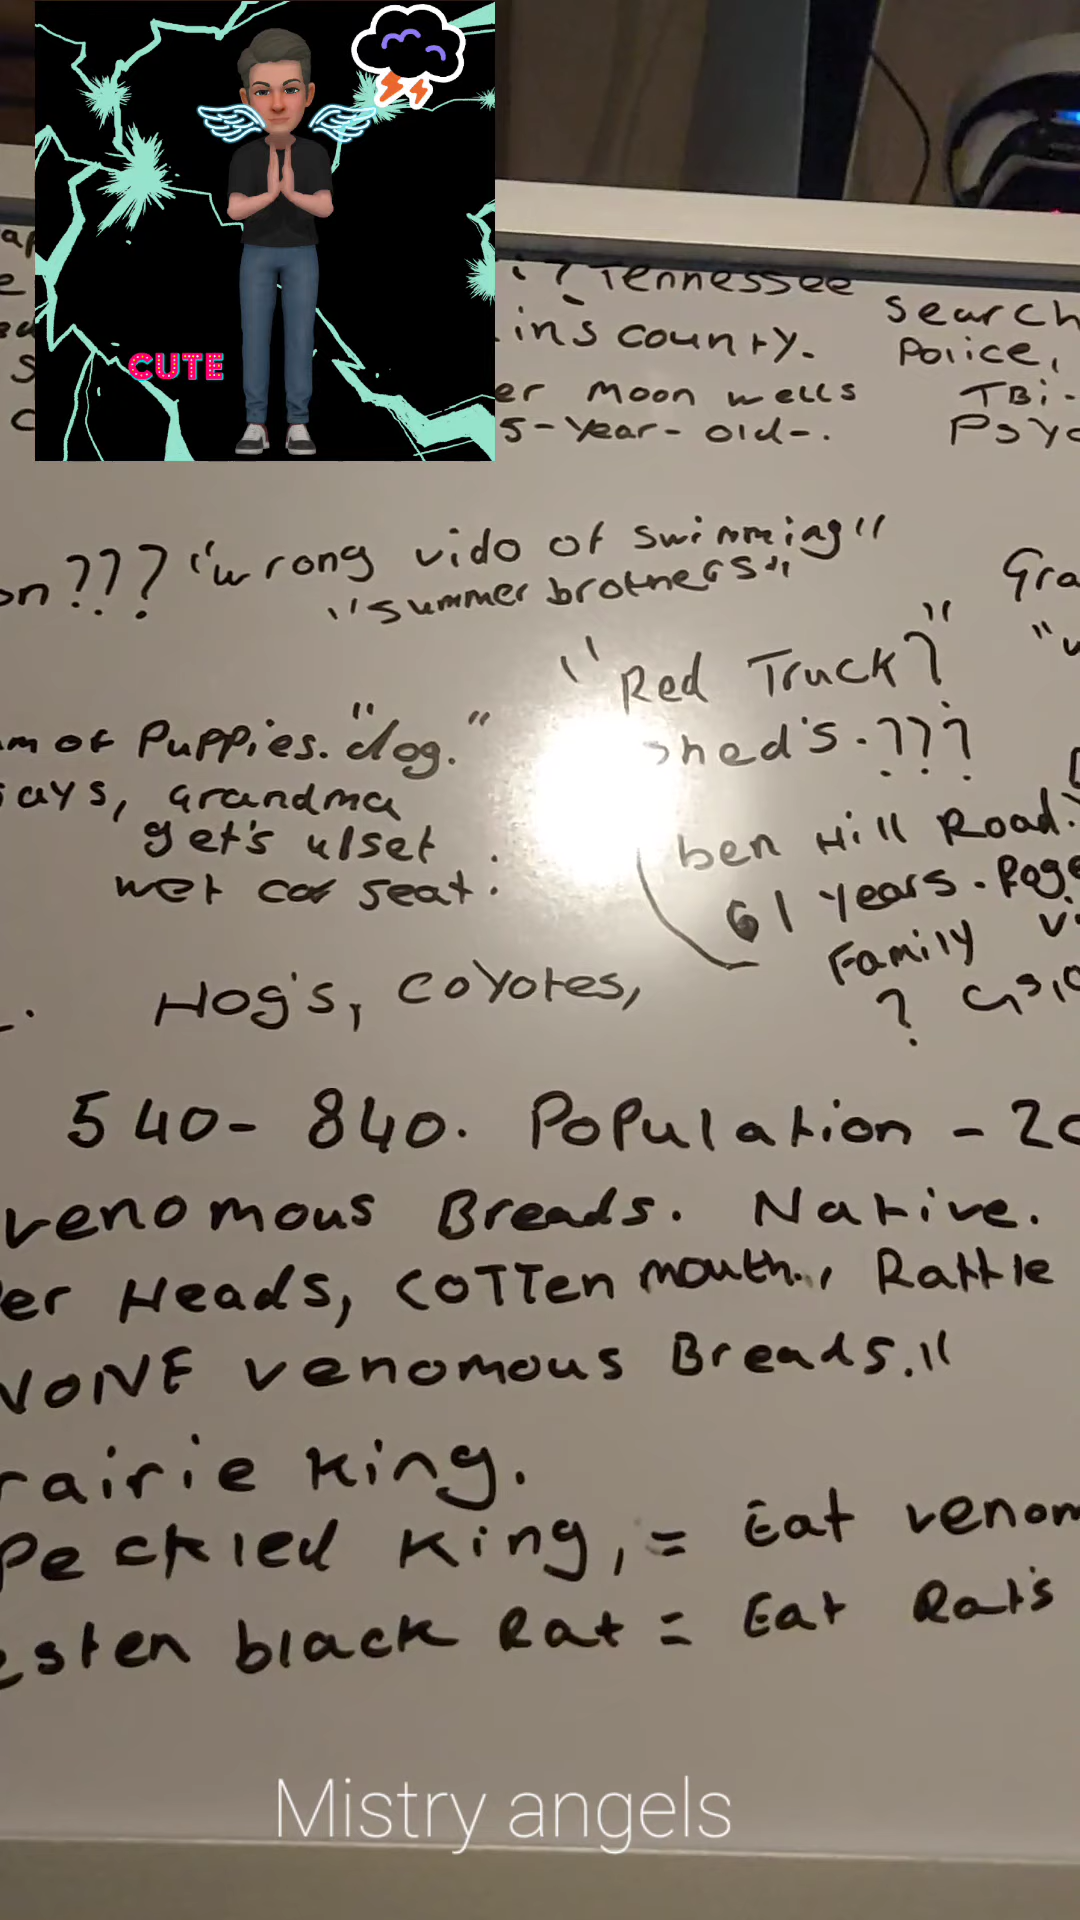 CUTE
? Tennessee
ins county.
search
Police,
er Moon wells
TBi-
5-Year-old-.
Psyc
on??? "wrong vido of swimming"
"summer brothers"
Gra
"Red Truck?"
m of Puppies. "dog."
shed's.???
says, Grandma
get's ulset
wet car seat.
ben Hill Road.
61 years. Roge
Family
?
Hog's, COYOTES,
540-840. Population - 20
venomous Breads. Native.
er Heads, COTTen mouth., Rattle
NONE venomous Breads."
rairie King.
Peckled King, = Eat venom
esten black Rat = Eat Rat's
Mistry angels